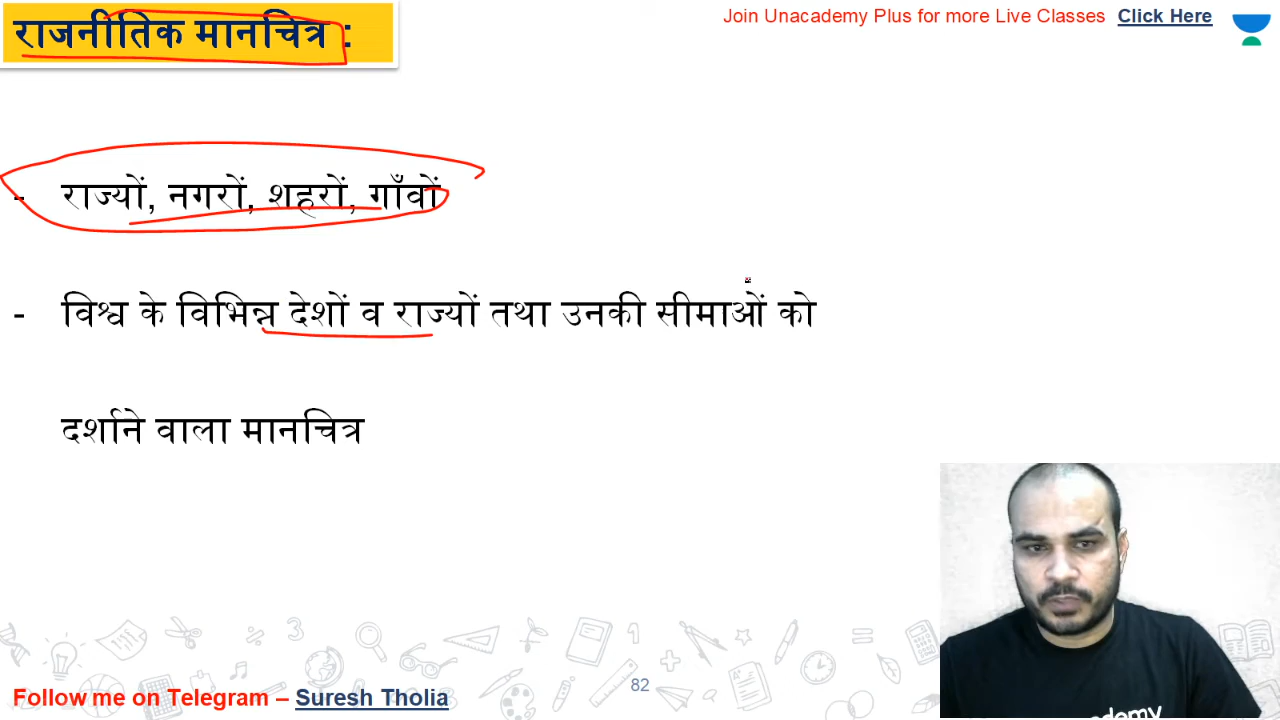 राजनीतिक मानचित्र :
Join Unacademy Plus for more Live Classes Click Here
- राज्यों, नगरों, शहरों, गाँवों
- विश्व के विभिन्न देशों व राज्यों तथा उनकी सीमाओं को
दर्शाने वाला मानचित्र
82
Follow me on Telegram – Suresh Tholia